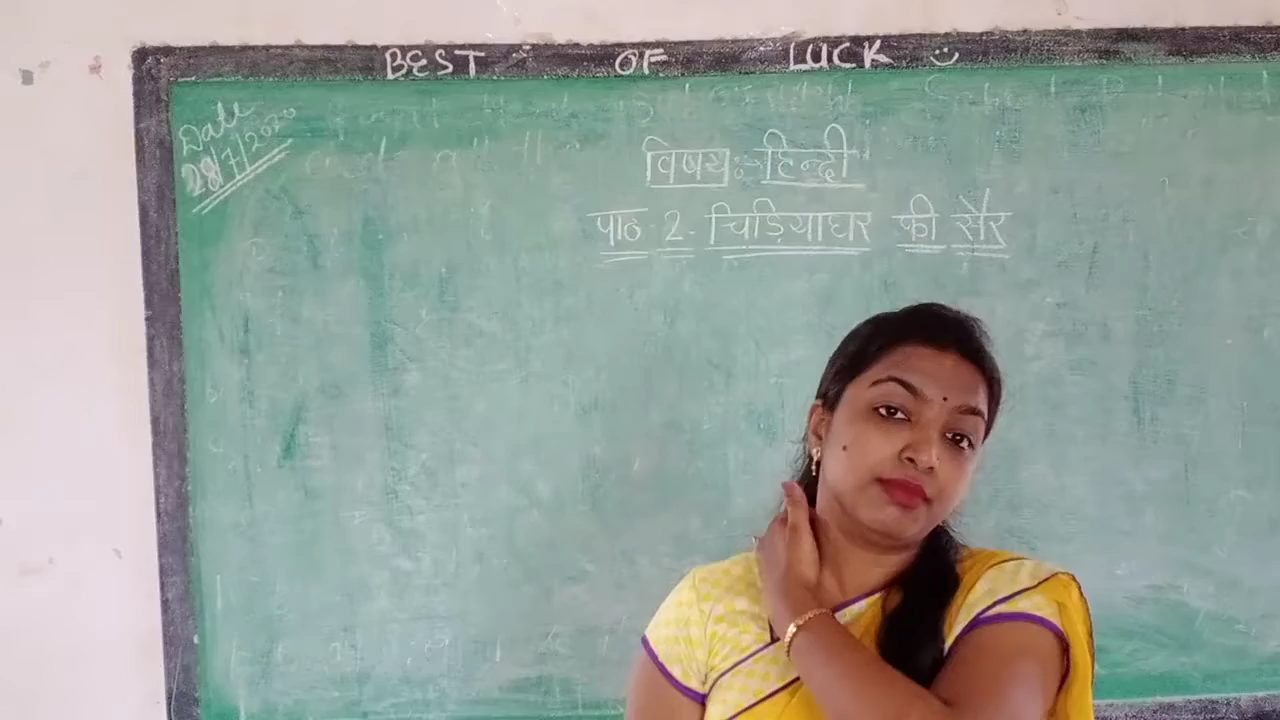 BEST OF LUCK
Date
28/7/2020
विषय:- हिन्दी
पाठ 2. चिड़ियाघर की सैर